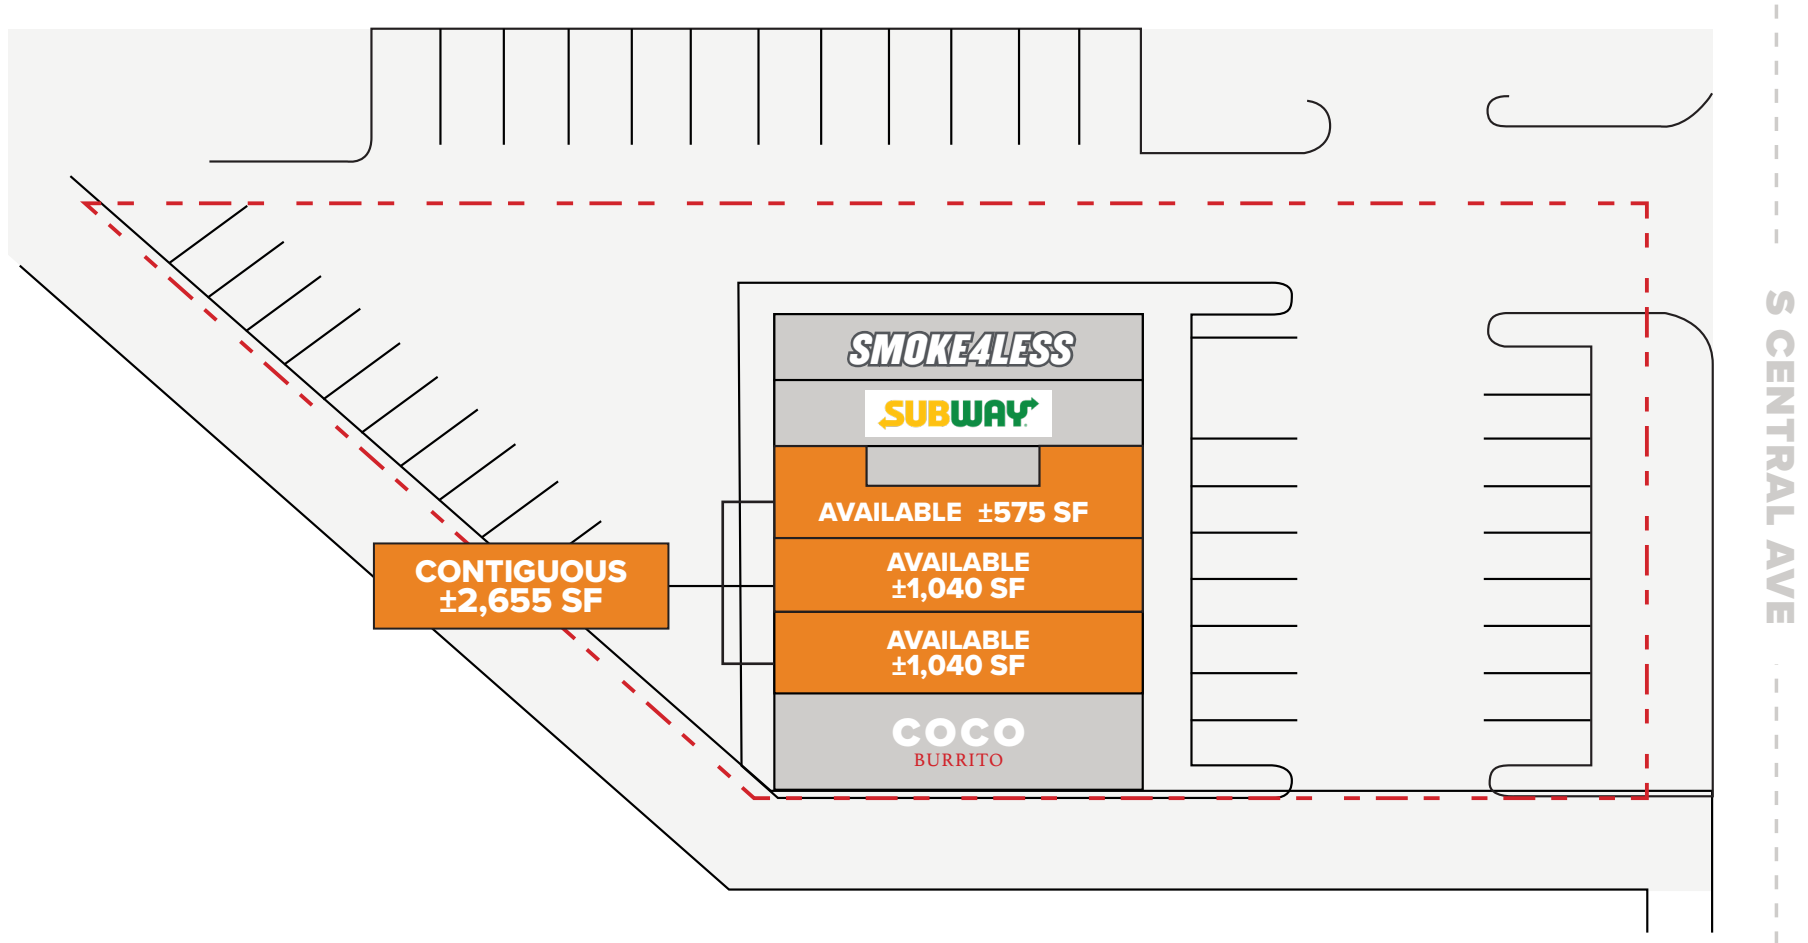 SMOKE4LESS
SUBWAY
AVAILABLE ±575 SF
AVAILABLE
±1,040 SF
AVAILABLE
±1,040 SF
CONTIGUOUS
±2,655 SF
COCO
BURRITO
S CENTRAL AVE